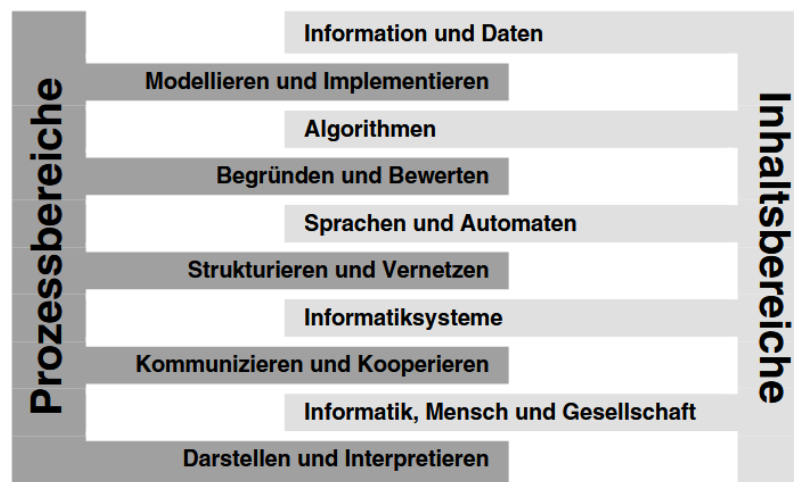 Prozessbereiche
Information und Daten
Modellieren und Implementieren
Algorithmen
Begründen und Bewerten
Sprachen und Automaten
Strukturieren und Vernetzen
Informatiksysteme
Kommunizieren und Kooperieren
Informatik, Mensch und Gesellschaft
Darstellen und Interpretieren
Inhaltsbereiche